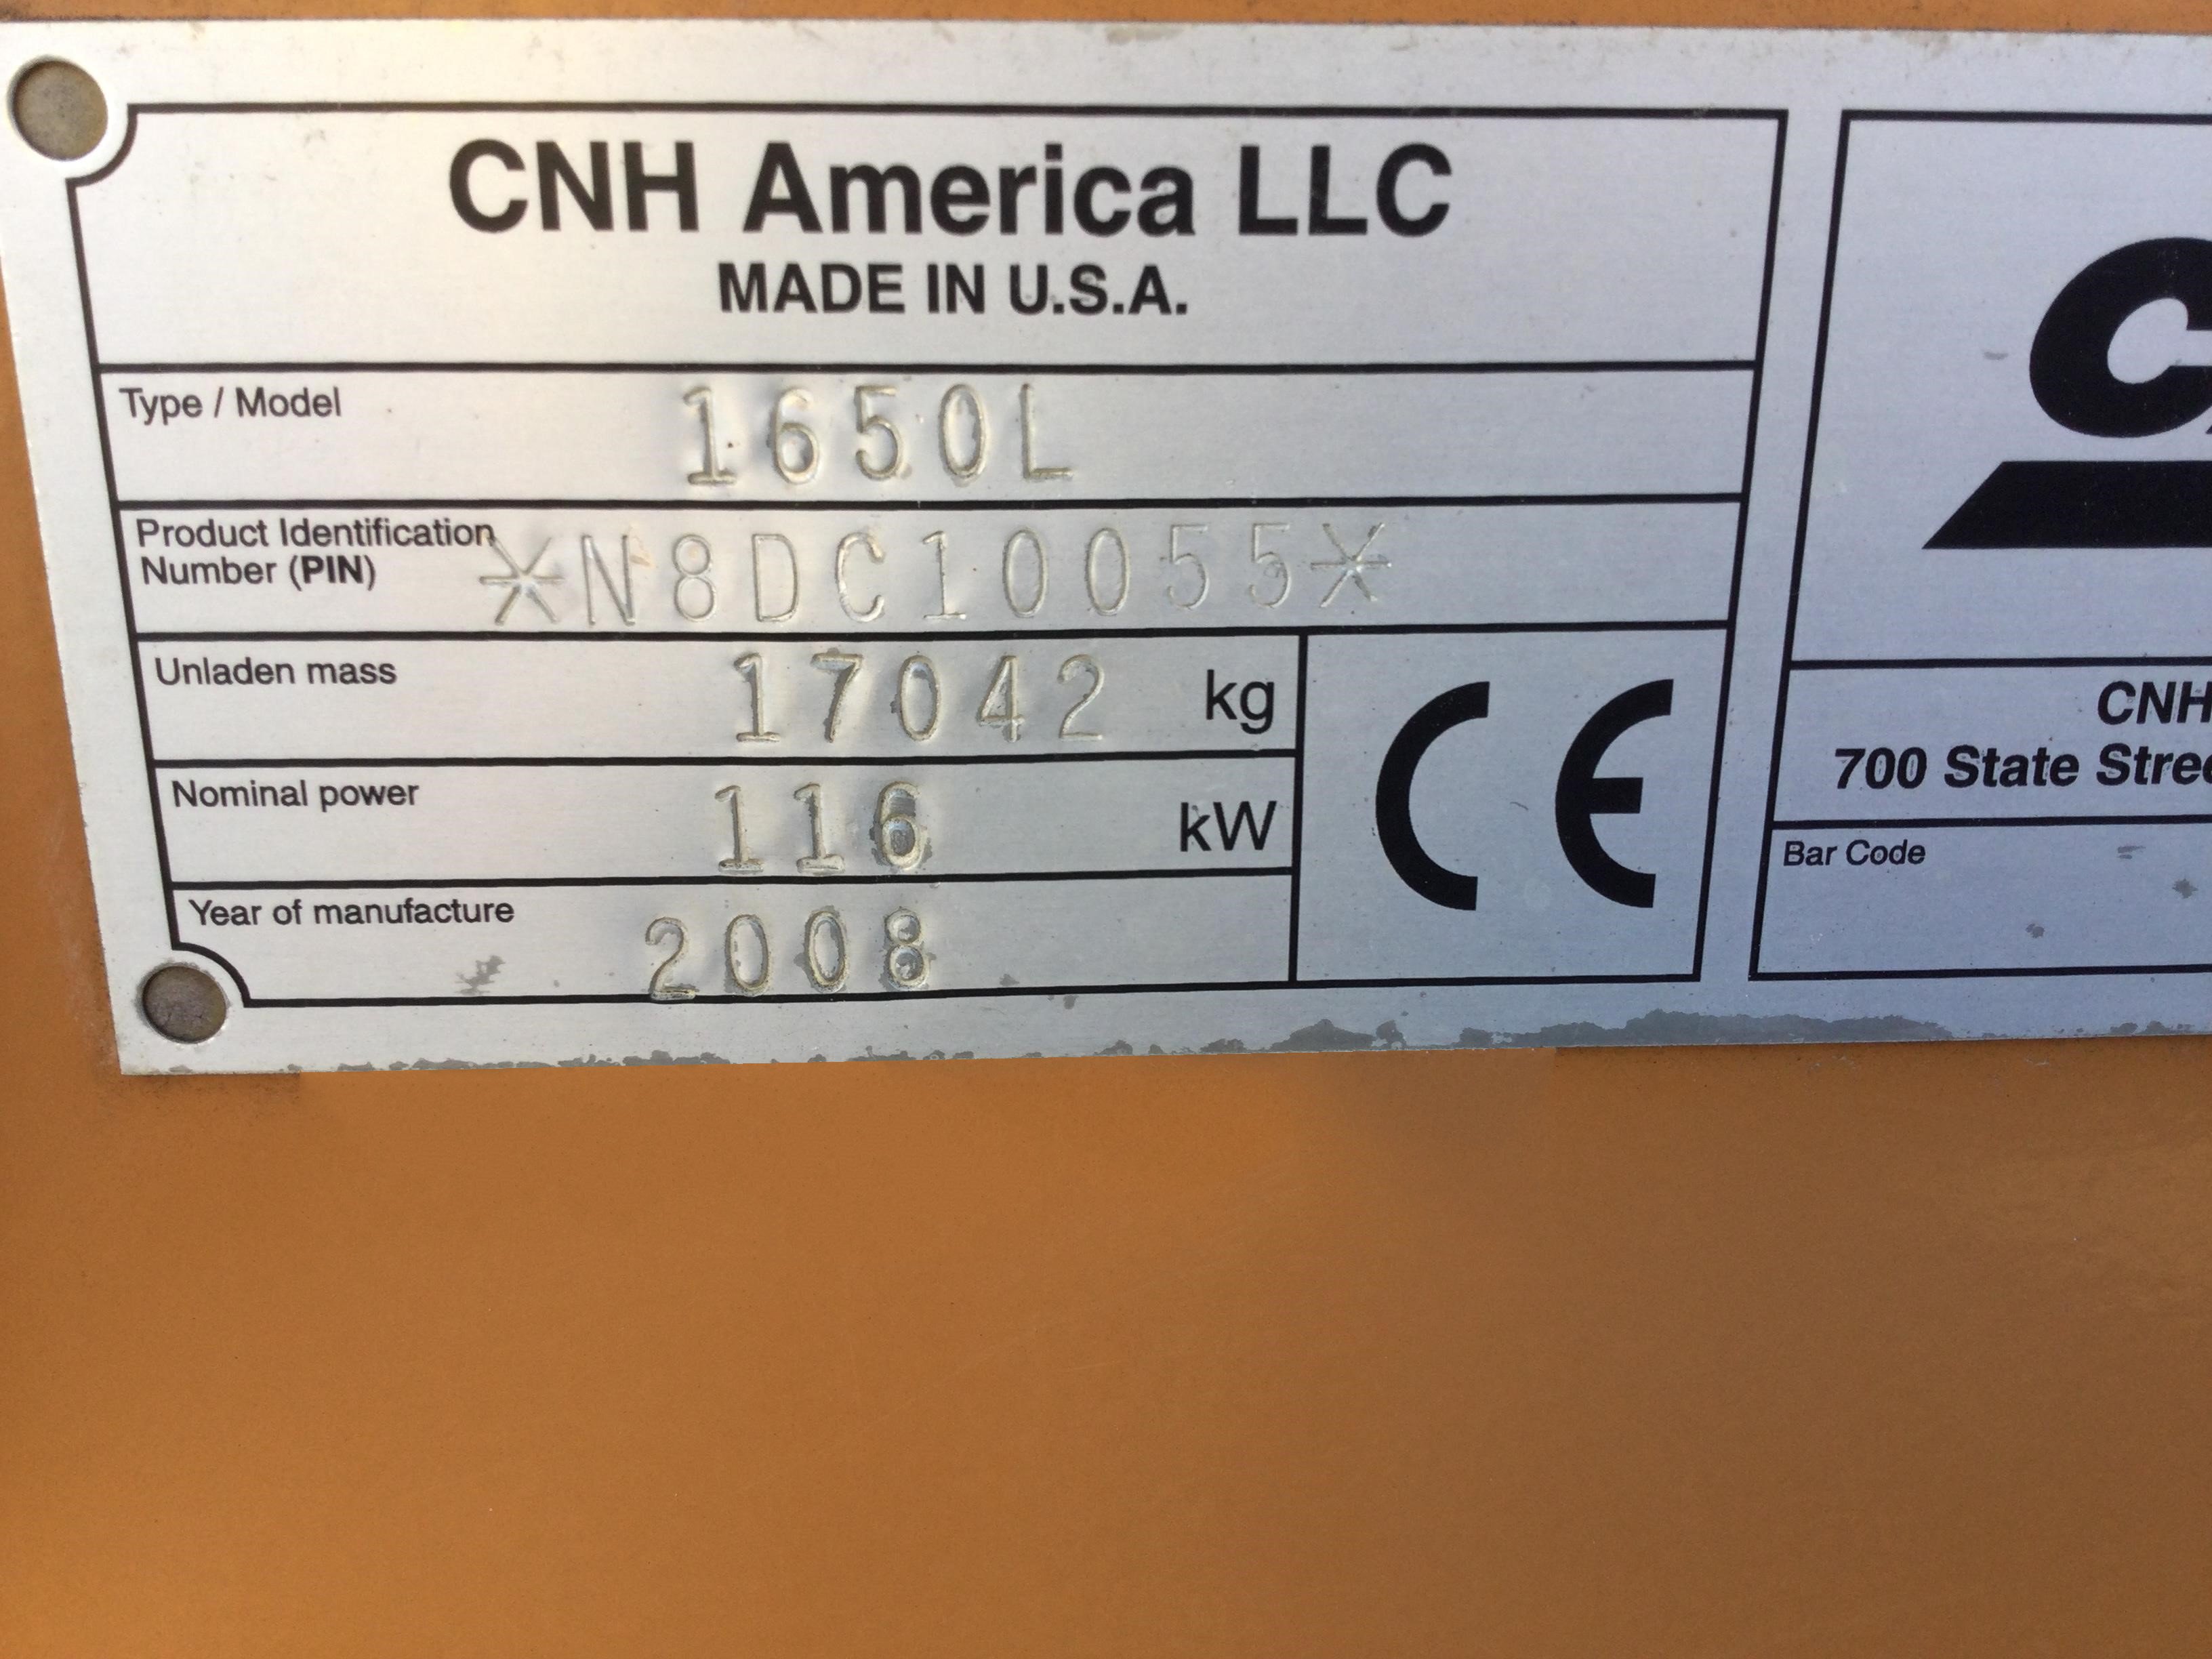 CNH America LLC
MADE IN U.S.A.
Type / Model 1650L
Product Identification
Number (PIN) *N8DC10055*
Unladen mass 17042 kg
Nominal power 116 kW
Year of manufacture 2008
CE
CNH
700 State
Bar Code